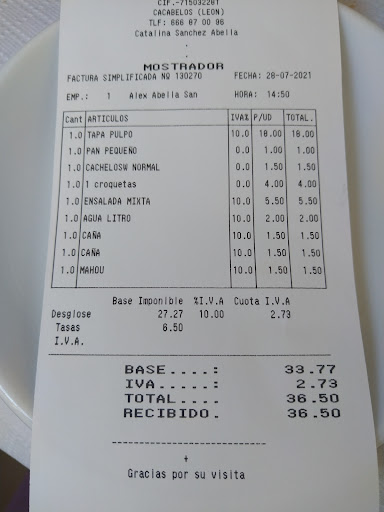 CIF.-71503226T
CACABELOS (LEON)
TLF: 666 87 00 96
Catalina Sanchez Abella
.
.
MOSTRADOR
FACTURA SIMPLIFICADA Nº 130270 FECHA: 28-07-2021
EMP.: 1 Alex Abella San HORA: 14:50
Cant ARTICULOS IVA% P/UD TOTAL.
1.0 TAPA PULPO 10.0 18.00 18.00
1.0 PAN PEQUEÑO 0.0 1.00 1.00
1.0 CACHELOSW NORMAL 0.0 1.50 1.50
1.0 1 croquetas 0.0 4.00 4.00
1.0 ENSALADA MIXTA 10.0 5.50 5.50
1.0 AGUA LITRO 10.0 2.00 2.00
1.0 CAÑA 10.0 1.50 1.50
1.0 CAÑA 10.0 1.50 1.50
1.0 MAHOU 10.0 1.50 1.50
Base Imponible %I.V.A Cuota I.V.A
Desglose 27.27 10.00 2.73
Tasas 6.50
I.V.A.
BASE....: 33.77
IVA.....: 2.73
TOTAL.... 36.50
RECIBIDO. 36.50
---------------------------
+
Gracias por su visita